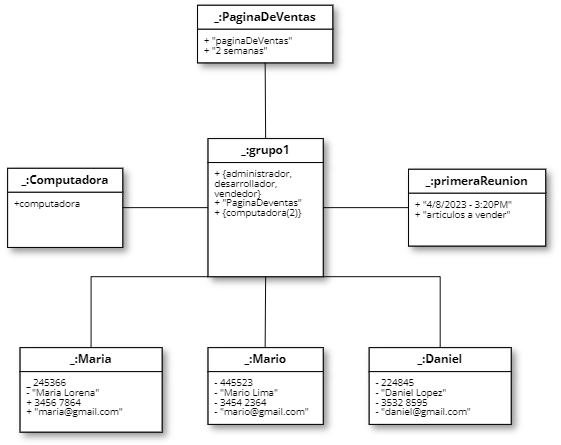 _:PaginaDeVentas
+ "paginaDeVentas"
+ "2 semanas"
_:grupo1
+ {administrador,
desarrollador,
vendedor}
+ "PaginaDeventas"
+ {computadora(2)}
_:Computadora
+computadora
_:primeraReunion
+ "4/8/2023 - 3:20PM"
+ "articulos a vender"
_:Maria
_ 245366
- "Maria Lorena"
+ 3456 7864
+ "maria@gmail.com"
_:Mario
- 445523
- "Mario Lima"
- 3454 2364
- "mario@gmail.com"
_:Daniel
- 224845
- "Daniel Lopez"
- 3532 8595
- "daniel@gmail.com"